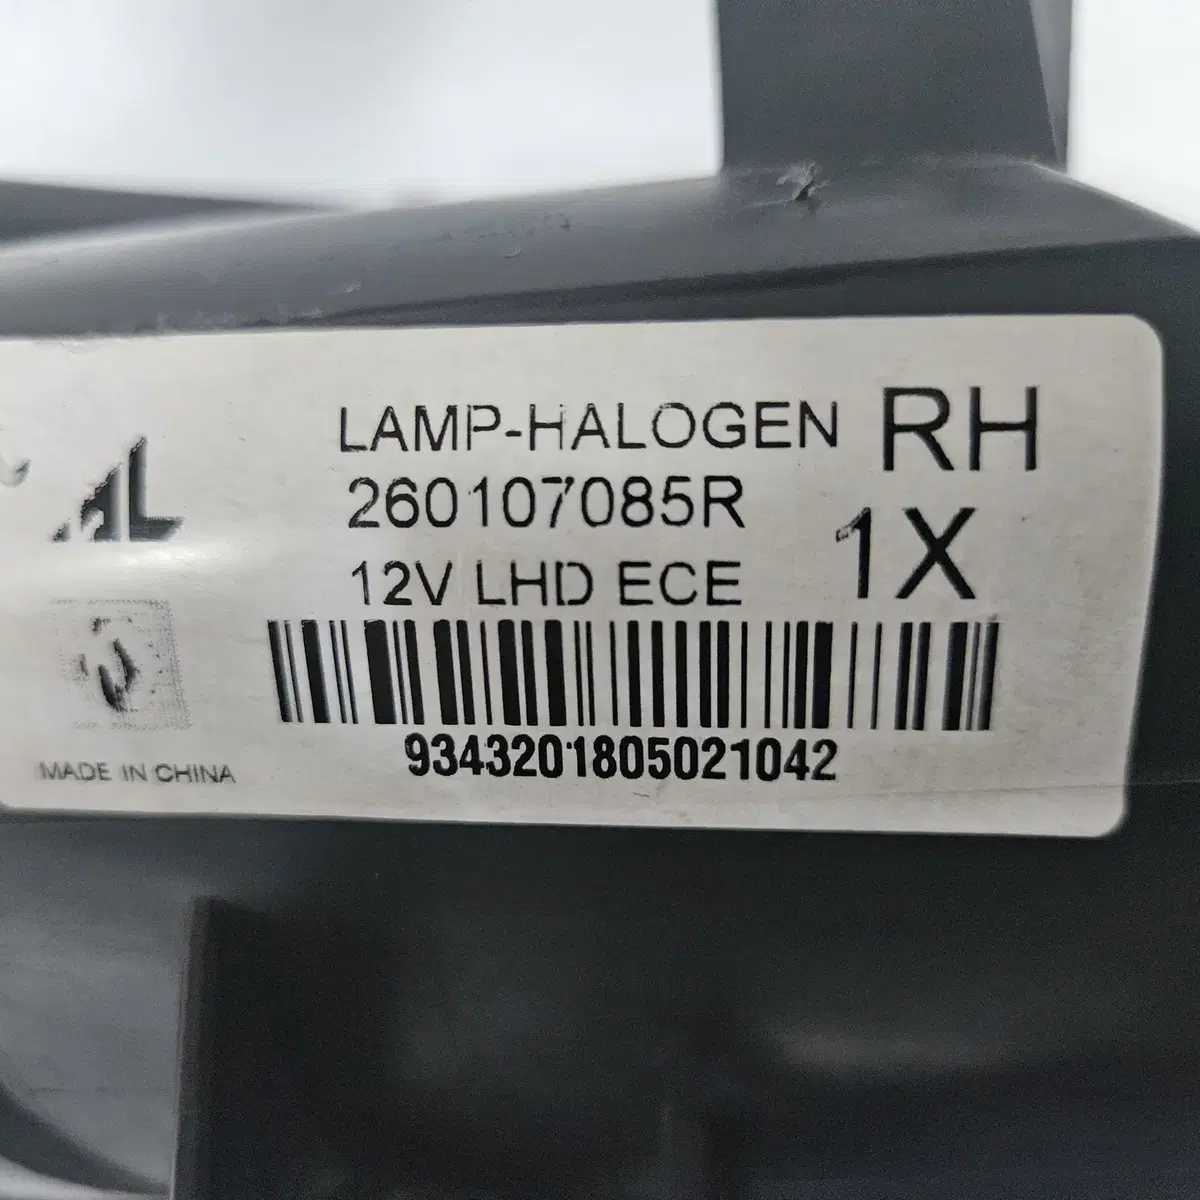 LAMP-HALOGEN RH
260107085R
1X
12V LHD ECE
9343201805021042
MADE IN CHINA